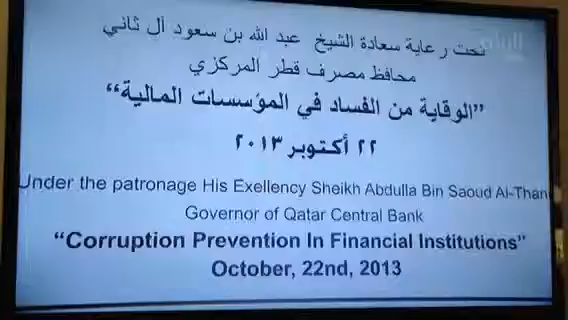 تحت رعاية سعادة الشيخ عبد الله بن سعود آل ثاني
محافظ مصرف قطر المركزي
"الوقاية من الفساد في المؤسسات المالية"
٢٢ أكتوبر ٢٠١٣
Under the patronage His Exellency Sheikh Abdulla Bin Saoud Al-Than
Governor of Qatar Central Bank
“Corruption Prevention In Financial Institutions”
October, 22nd, 2013